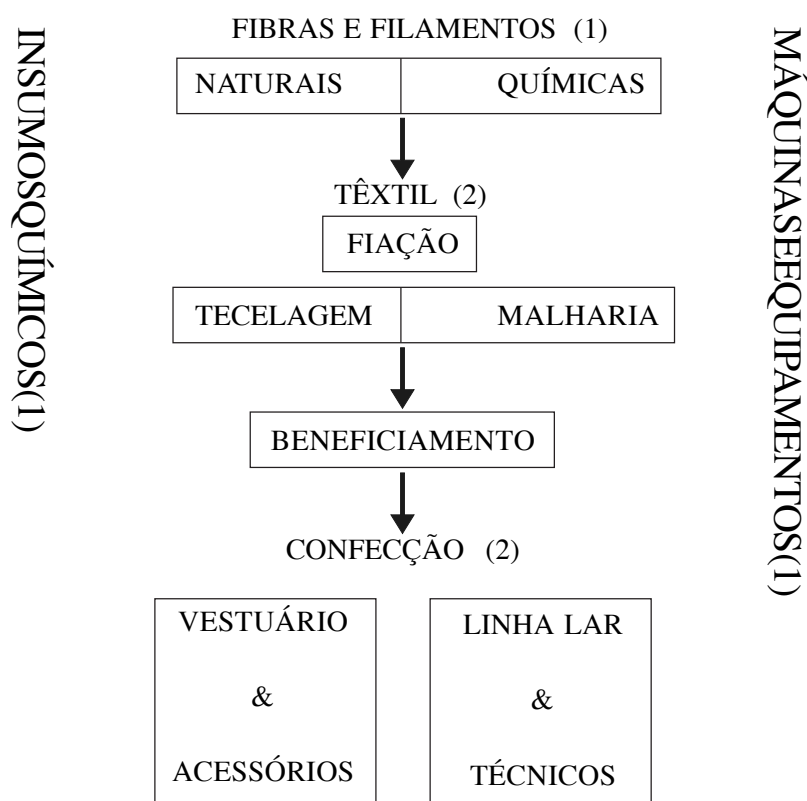 FIBRAS E FILAMENTOS (1)
NATURAIS QUÍMICAS
TÊXTIL (2)
FIAÇÃO
TECELAGEM MALHARIA
BENEFICIAMENTO
CONFECÇÃO (2)
VESTUÁRIO
&
ACESSÓRIOS
LINHA LAR
&
TÉCNICOS
INSUMOSQUÍMICOS(1)
MÁQUINASEEQUIPAMENTOS(1)